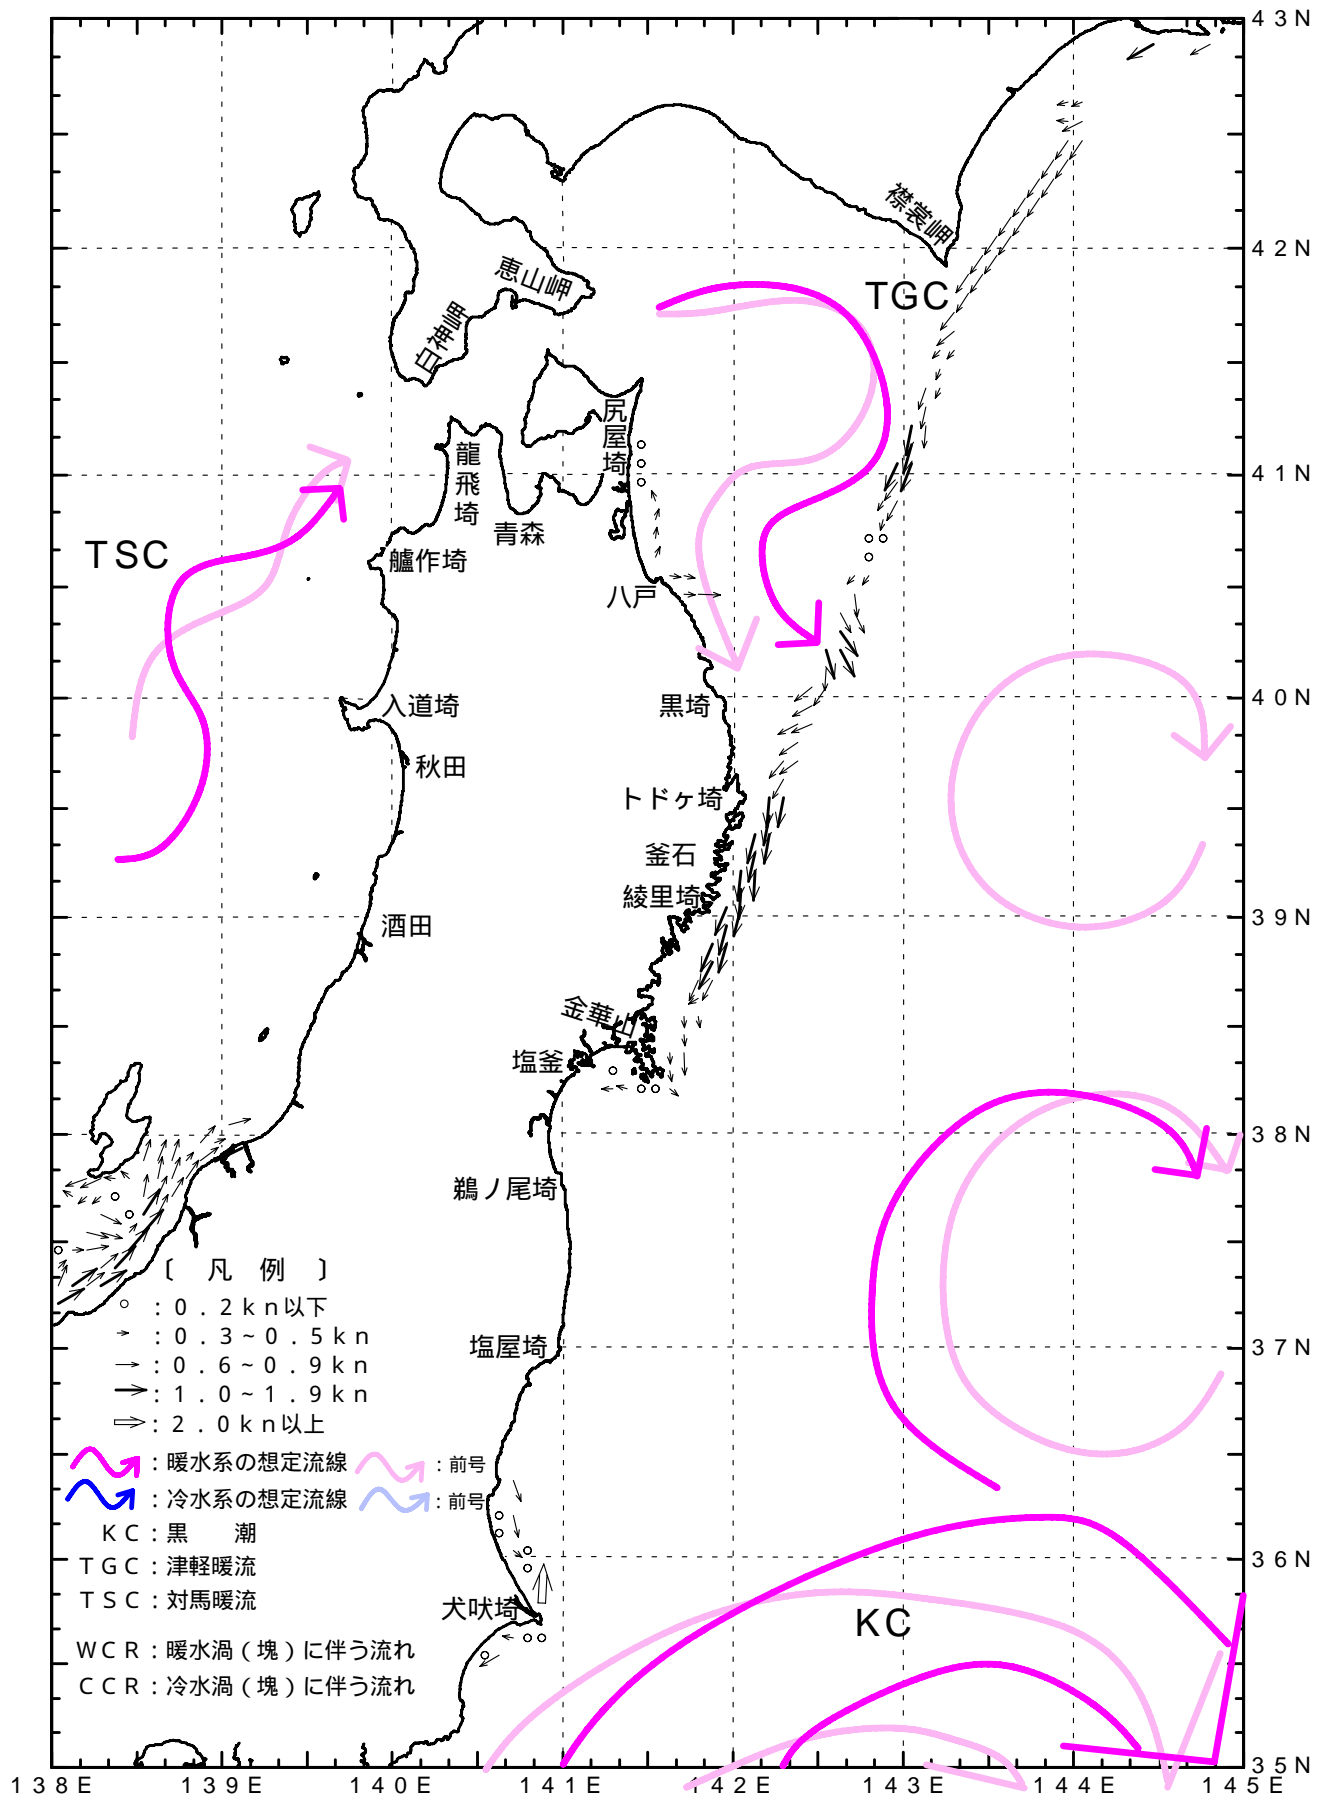 43N
襟裳岬
42N
恵山岬
TGC
白神岬
尻屋埼
龍飛埼
41N
青森
TSC
艫作埼
八戸
入道埼
黒埼
40N
秋田
トドヶ埼
釜石
綾里埼
39N
酒田
金華山
塩釜
38N
鵜ノ尾埼
〔 凡 例 〕
：0．2kn以下
：0．3~0．5kn
塩屋埼
37N
：0．6~0．9kn
：1．0~1．9kn
：2．0kn以上
：暖水系の想定流線 ：前号
：冷水系の想定流線 ：前号
KC：黒　潮
36N
TGC：津軽暖流
TSC：対馬暖流
犬吠埼
KC
WCR：暖水渦（塊）に伴う流れ
CCR：冷水渦（塊）に伴う流れ
35N
138E 139E 140E 141E 142E 143E 144E 145E